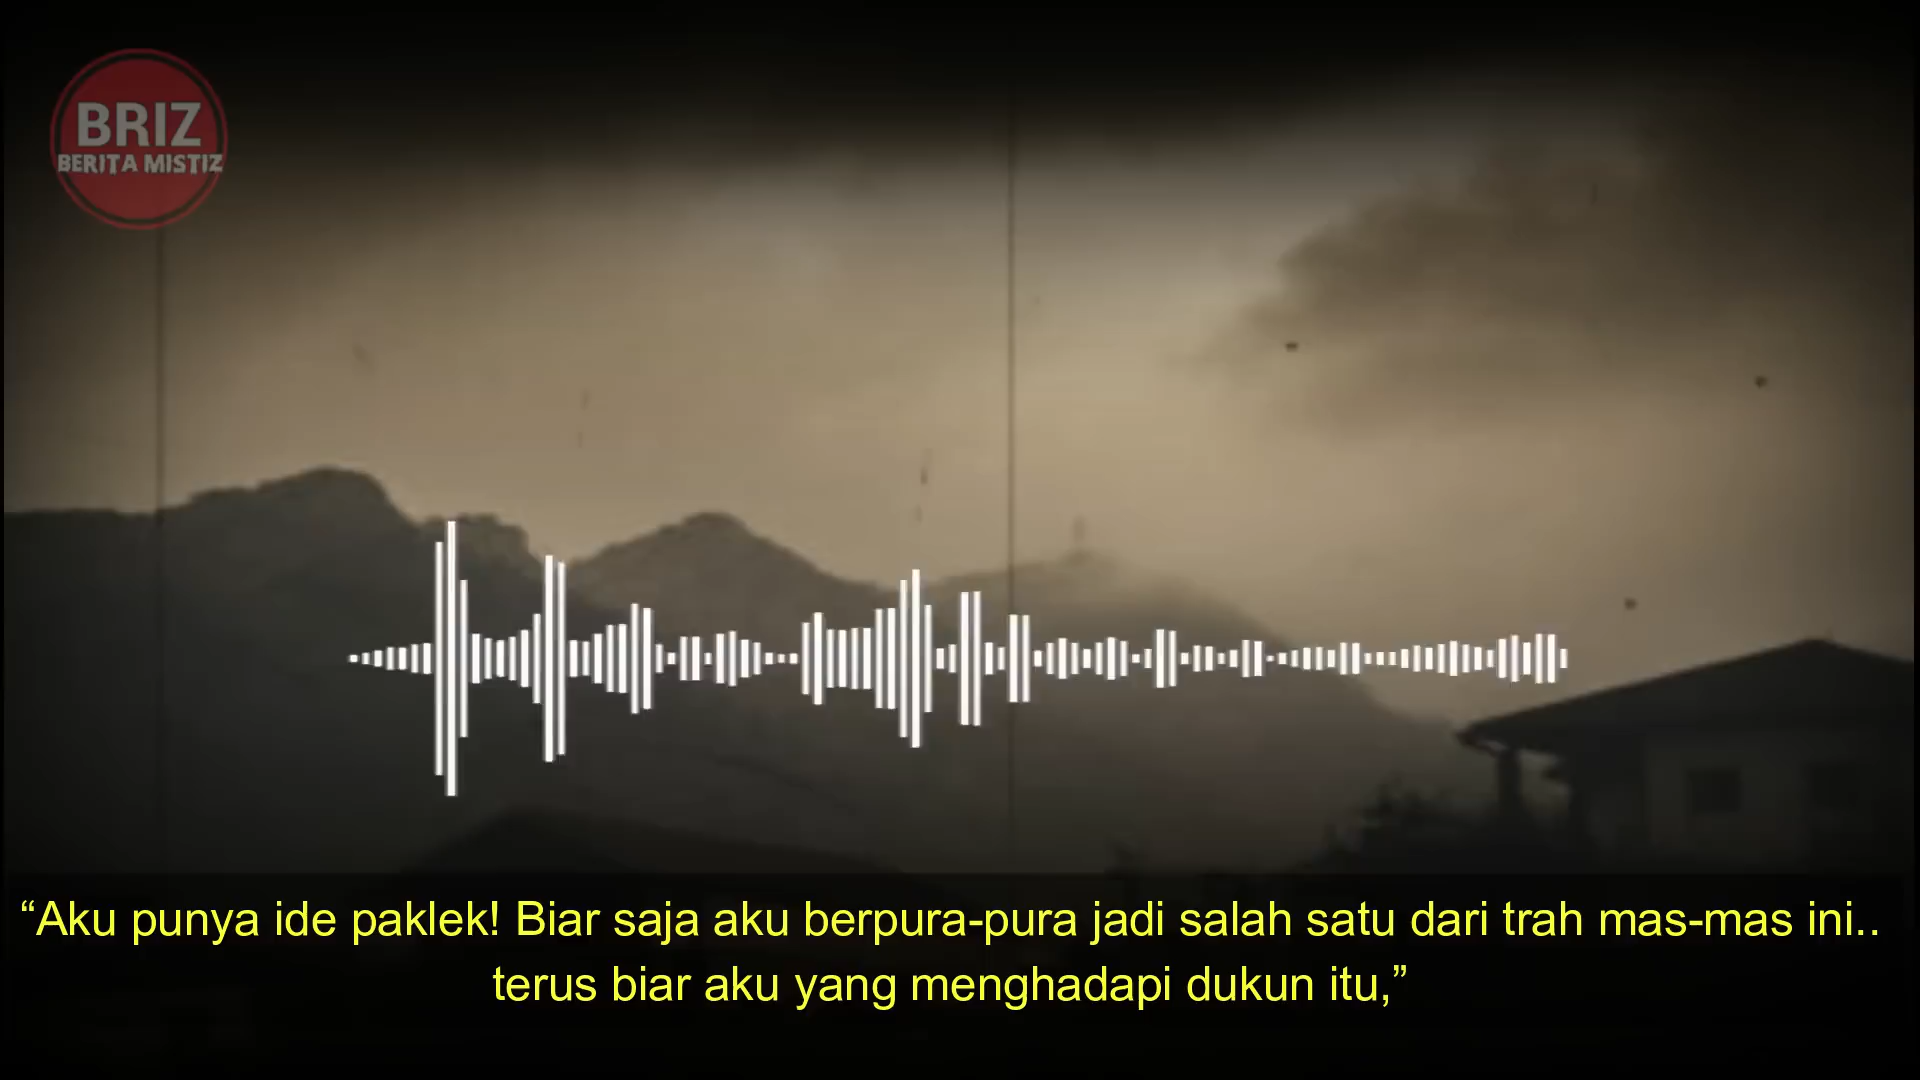 BRIZ
BERITA MISTIZ
“Aku punya ide paklek! Biar saja aku berpura-pura jadi salah satu dari trah mas-mas ini..
terus biar aku yang menghadapi dukun itu,”